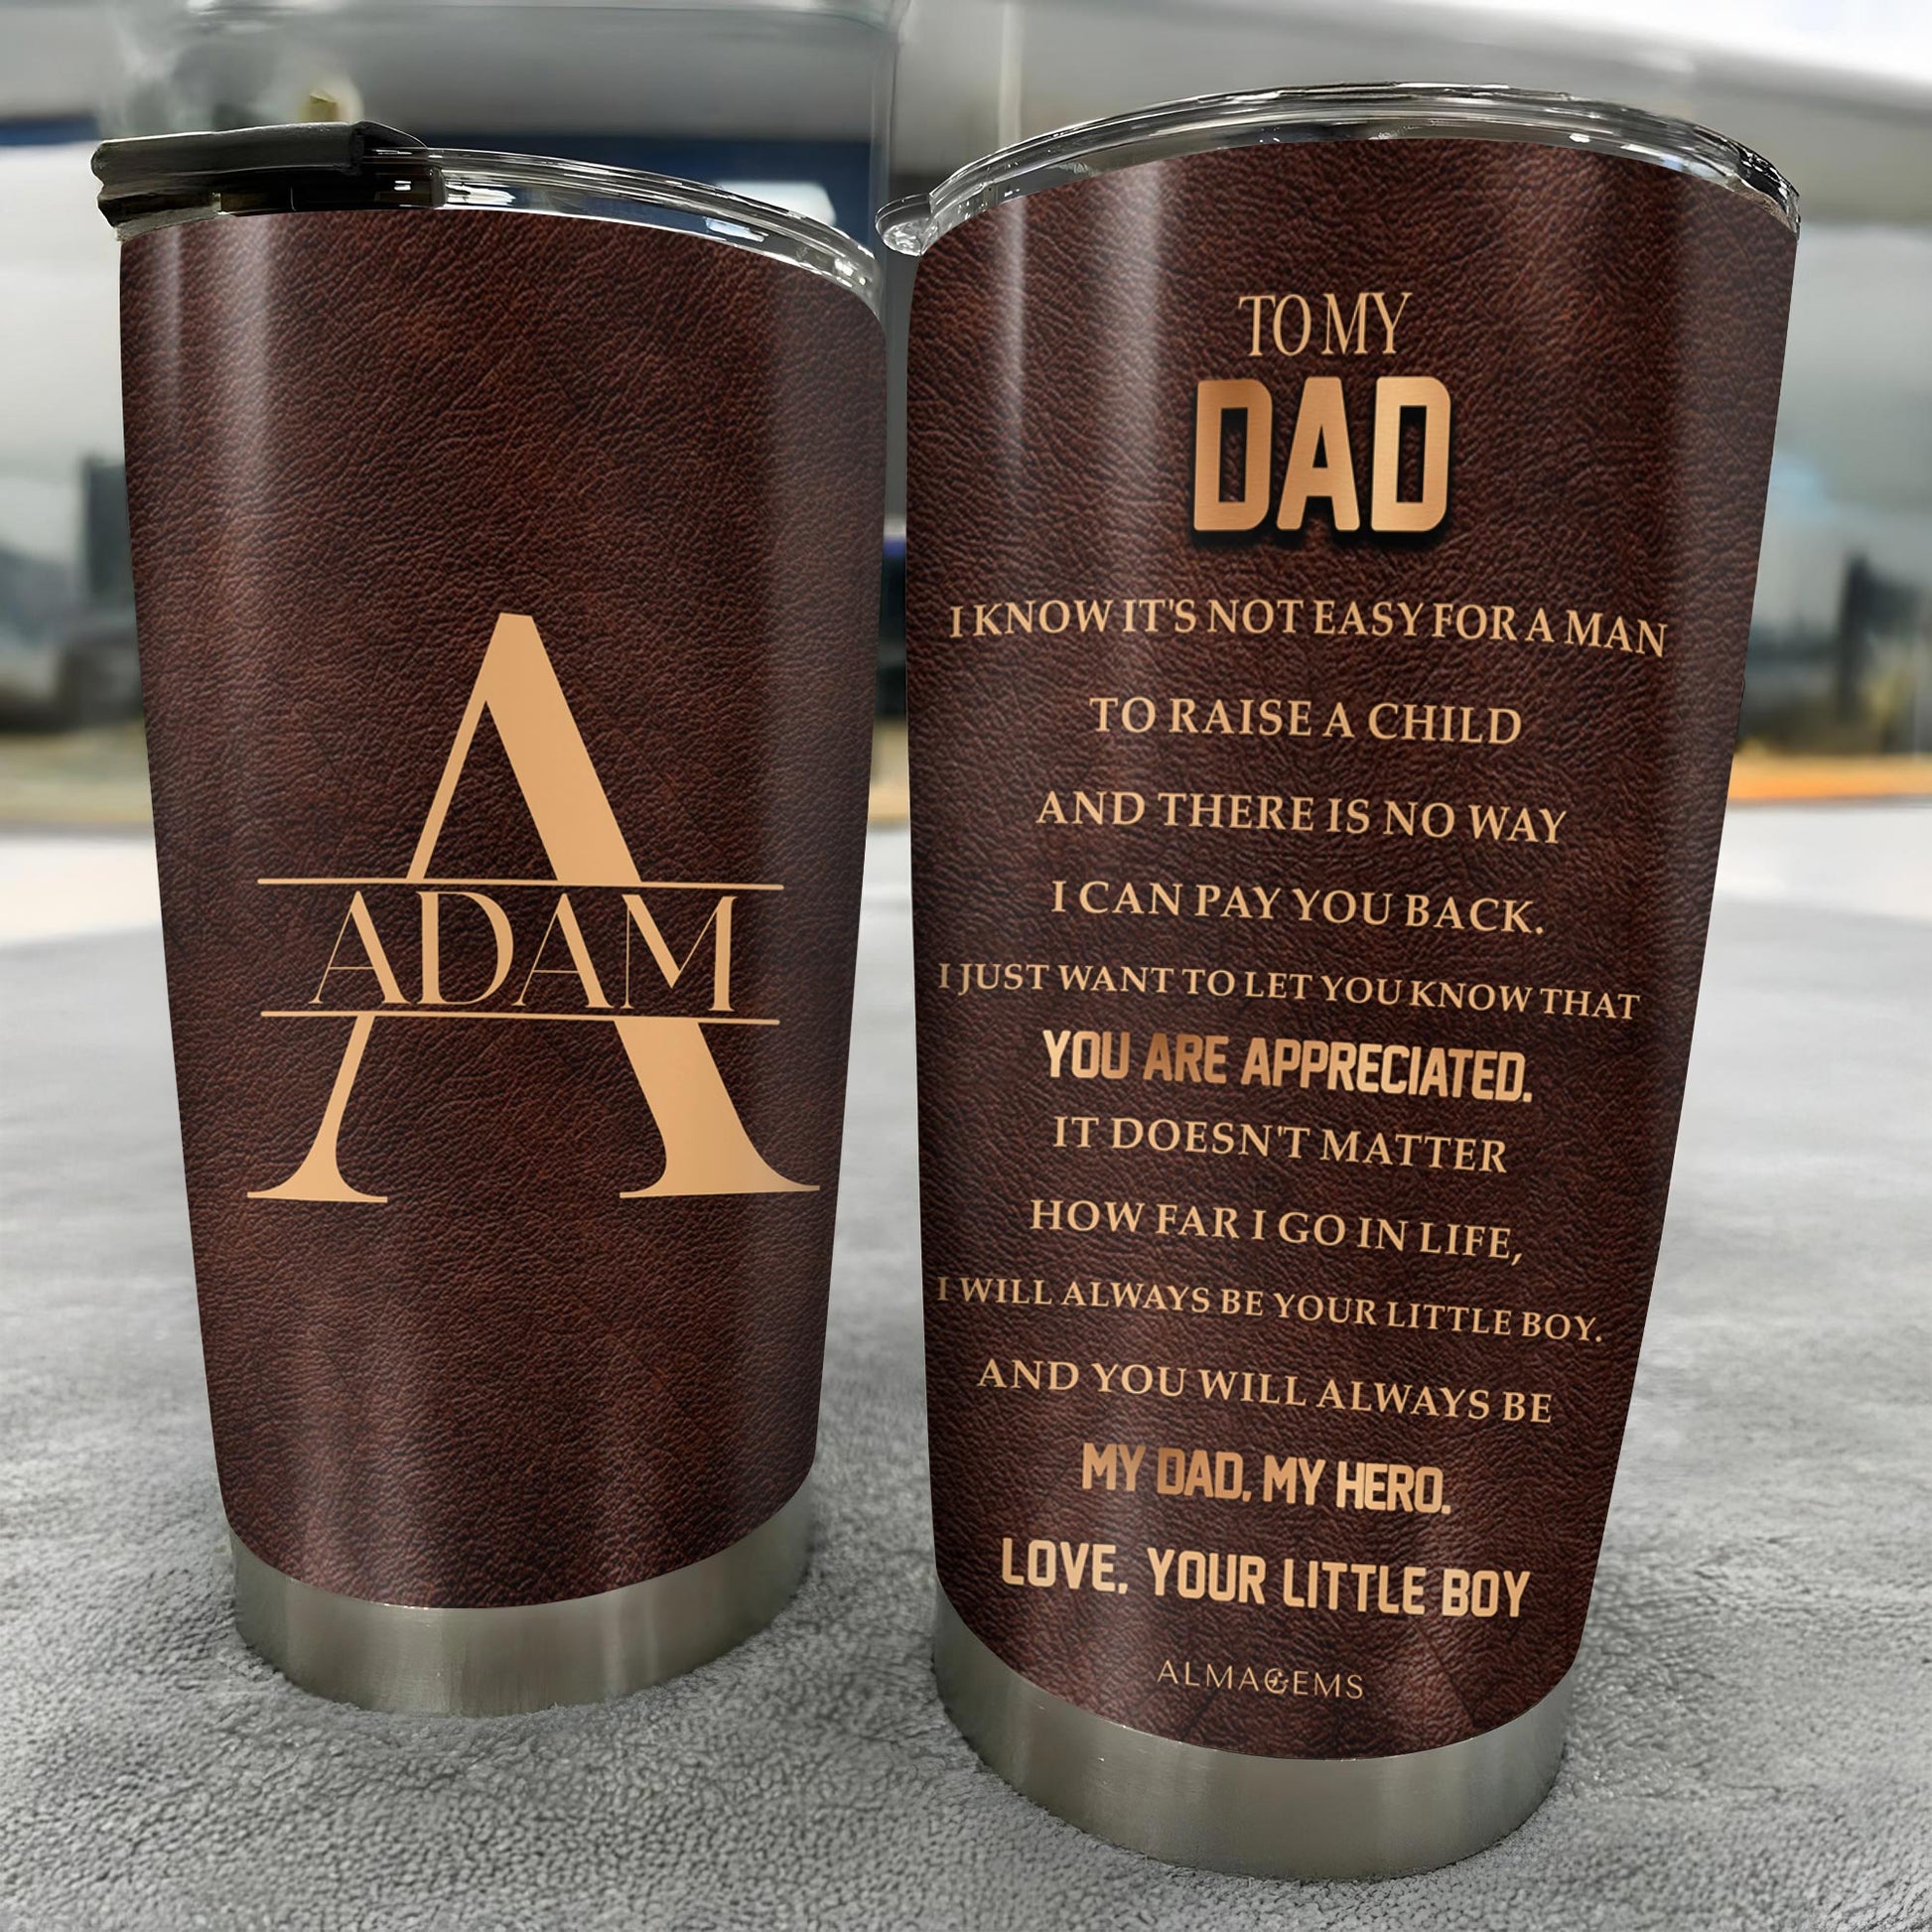 A
ADAM
TO MY
DAD
I KNOW IT'S NOT EASY FOR A MAN
TO RAISE A CHILD
AND THERE IS NO WAY
I CAN PAY YOU BACK.
I JUST WANT TO LET YOU KNOW THAT
YOU ARE APPRECIATED.
IT DOESN'T MATTER
HOW FAR I GO IN LIFE,
I WILL ALWAYS BE YOUR LITTLE BOY.
AND YOU WILL ALWAYS BE
MY DAD, MY HERO.
LOVE, YOUR LITTLE BOY
ALMAGEMS